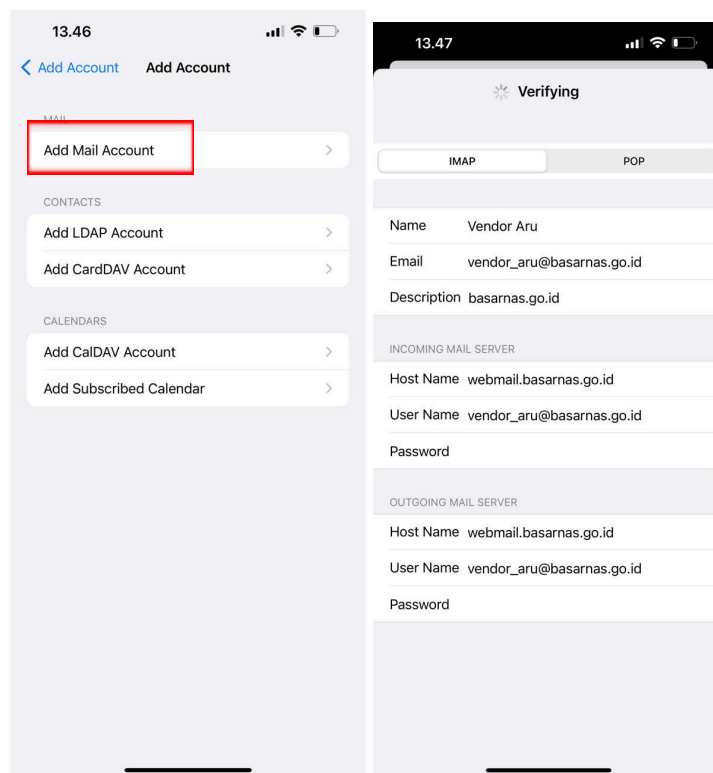 13.46
Add Account Add Account
MAIL
Add Mail Account
CONTACTS
Add LDAP Account
Add CardDAV Account
CALENDARS
Add CalDAV Account
Add Subscribed Calendar
13.47
Verifying
IMAP POP
Name Vendor Aru
Email vendor_aru@basarnas.go.id
Description basarnas.go.id
INCOMING MAIL SERVER
Host Name webmail.basarnas.go.id
User Name vendor_aru@basarnas.go.id
Password
OUTGOING MAIL SERVER
Host Name webmail.basarnas.go.id
User Name vendor_aru@basarnas.go.id
Password